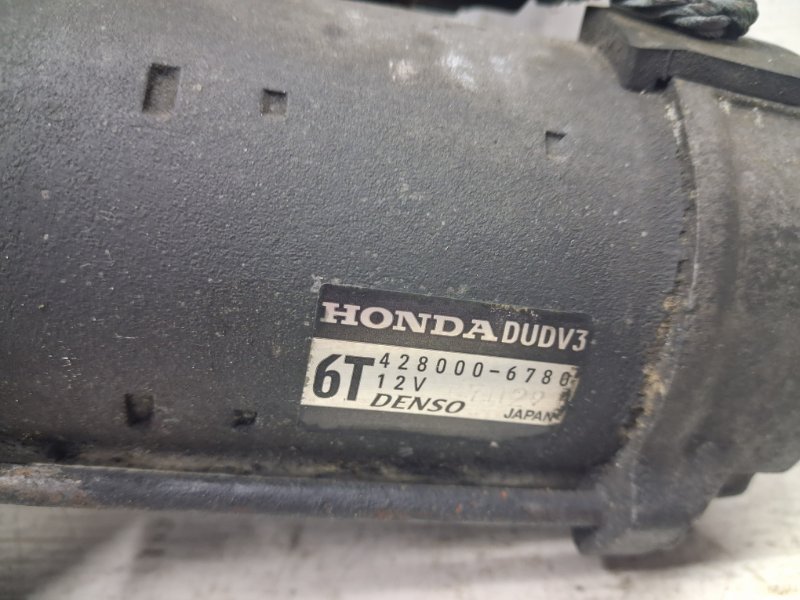 HONDA DUDV3
6T 428000-6780
12V
DENSO JAPAN